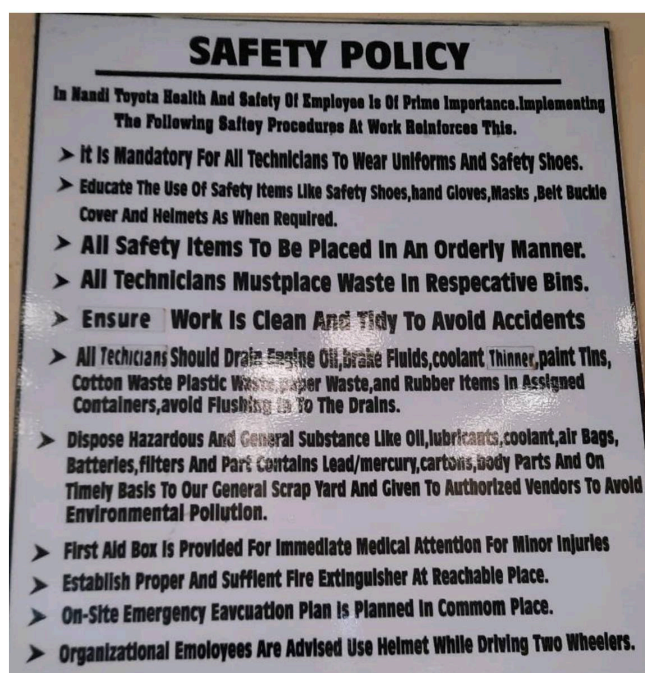 SAFETY POLICY
In Nandi Toyota Health And Safety Of Employee Is Of Prime Importance.Implementing
The Following Saftey Procedures At Work Reinforces This.
➤ It Is Mandatory For All Technicians To Wear Uniforms And Safety Shoes.
➤ Educate The Use Of Safety Items Like Safety Shoes,hand Gloves,Masks ,Belt Buckle
Cover And Helmets As When Required.
➤ All Safety Items To Be Placed In An Orderly Manner.
➤ All Technicians Mustplace Waste In Respecative Bins.
➤ Ensure Work Is Clean And Tidy To Avoid Accidents
➤ All Techicians Should Drain Engine Oil,brake Fluids,coolant Thinner,paint Tins,
Cotton Waste Plastic Waste,paper Waste,and Rubber Items In Assigned
Containers,avoid Flushing In To The Drains.
➤ Dispose Hazardous And General Substance Like Oil,lubricants,coolant,air Bags,
Batteries,filters And Part Contains Lead/mercury,cartons,body Parts And On
Timely Basis To Our General Scrap Yard And Given To Authorized Vendors To Avoid
Environmental Pollution.
➤ First Aid Box Is Provided For Immediate Medical Attention For Minor Injuries
➤ Establish Proper And Suffient Fire Extinguisher At Reachable Place.
➤ On-Site Emergency Eavcuation Plan Is Planned In Commom Place.
➤ Organizational Emoloyees Are Advised Use Helmet While Driving Two Wheelers.